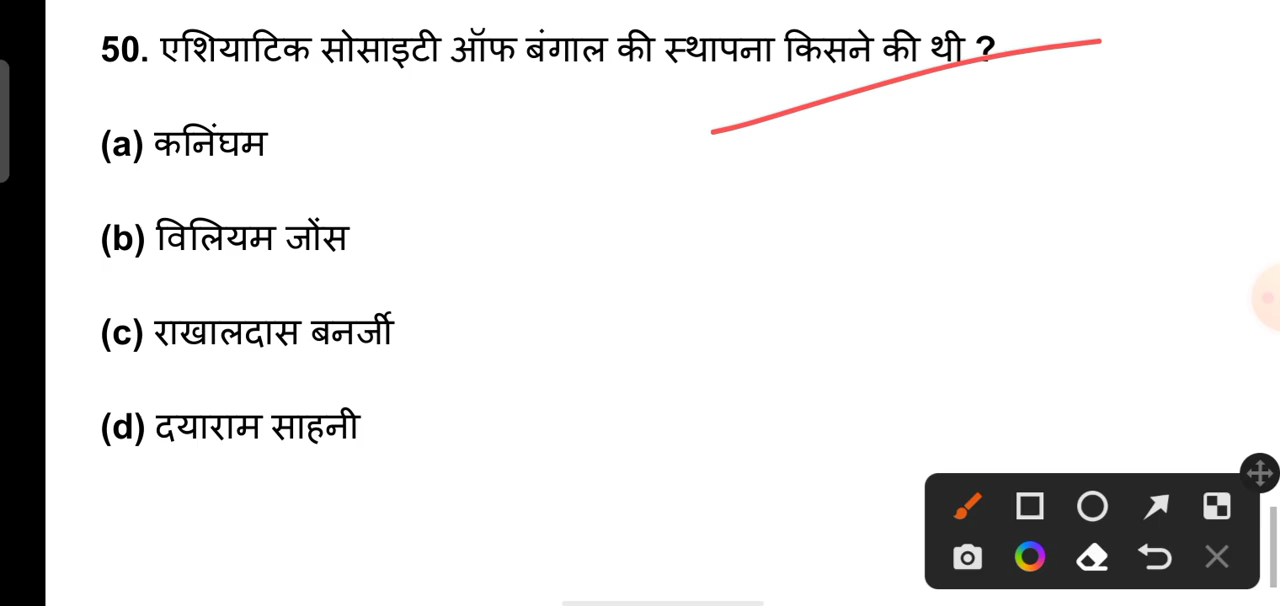 50. एशियाटिक सोसाइटी ऑफ बंगाल की स्थापना किसने की थी ?
(a) कनिंघम
(b) विलियम जोंस
(c) राखालदास बनर्जी
(d) दयाराम साहनी